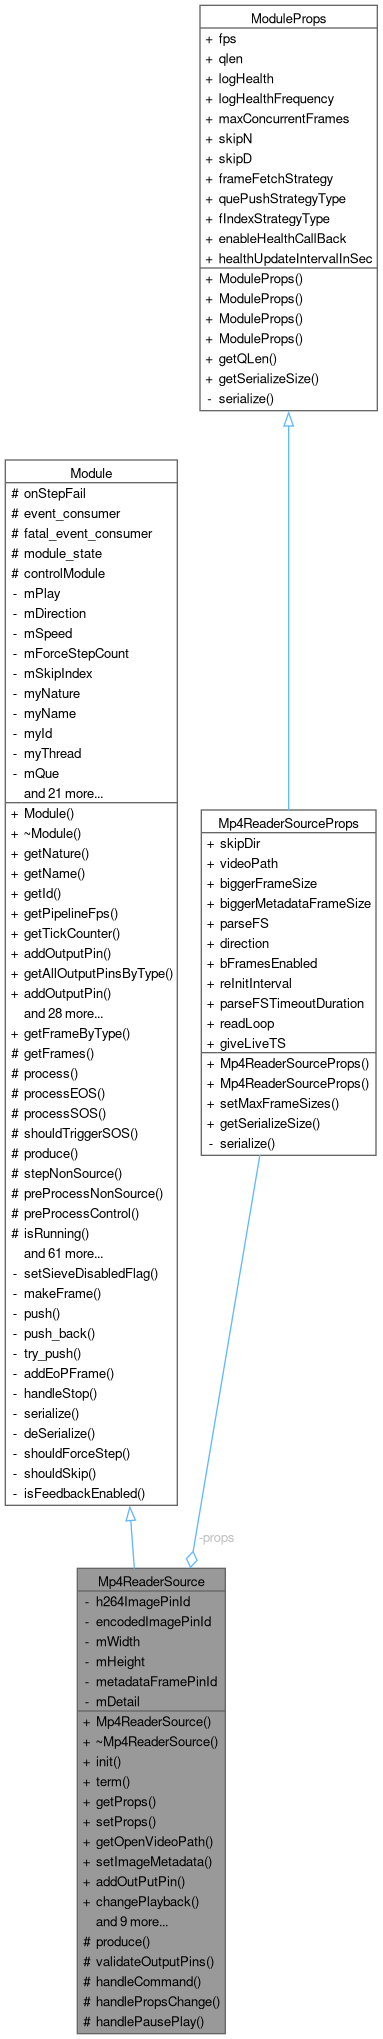 ModuleProps
+ fps
+ qlen
+ logHealth
+ logHealthFrequency
+ maxConcurrentFrames
+ skipN
+ skipD
+ frameFetchStrategy
+ quePushStrategyType
+ fIndexStrategyType
+ enableHealthCallBack
+ healthUpdateIntervalInSec
+ ModuleProps()
+ ModuleProps()
+ ModuleProps()
+ ModuleProps()
+ getQLen()
+ getSerializeSize()
- serialize()
Module
# onStepFail
# event_consumer
# fatal_event_consumer
# module_state
# controlModule
- mPlay
- mDirection
- mSpeed
- mForceStepCount
- mSkipIndex
- myNature
- myName
- myId
- myThread
- mQue
and 21 more...
+ Module()
+ ~Module()
+ getNature()
+ getName()
+ getId()
+ getPipelineFps()
+ getTickCounter()
+ addOutputPin()
+ getAllOutputPinsByType()
+ addOutputPin()
and 28 more...
+ getFrameByType()
# getFrames()
# process()
# processEOS()
# processSOS()
# shouldTriggerSOS()
# produce()
# stepNonSource()
# preProcessNonSource()
# preProcessControl()
# isRunning()
and 61 more...
- setSieveDisabledFlag()
- makeFrame()
- push()
- push_back()
- try_push()
- addEoPFrame()
- handleStop()
- serialize()
- deSerialize()
- shouldForceStep()
- shouldSkip()
- isFeedbackEnabled()
Mp4ReaderSourceProps
+ skipDir
+ videoPath
+ biggerFrameSize
+ biggerMetadataFrameSize
+ parseFS
+ direction
+ bFramesEnabled
+ reInitInterval
+ parseFSTimeoutDuration
+ readLoop
+ giveLiveTS
+ Mp4ReaderSourceProps()
+ Mp4ReaderSourceProps()
+ setMaxFrameSizes()
+ getSerializeSize()
- serialize()
-props
Mp4ReaderSource
- h264ImagePinId
- encodedImagePinId
- mWidth
- mHeight
- metadataFramePinId
- mDetail
+ Mp4ReaderSource()
+ ~Mp4ReaderSource()
+ init()
+ term()
+ getProps()
+ setProps()
+ getOpenVideoPath()
+ setImageMetadata()
+ addOutPutPin()
+ changePlayback()
and 9 more...
# produce()
# validateOutputPins()
# handleCommand()
# handlePropsChange()
# handlePausePlay()